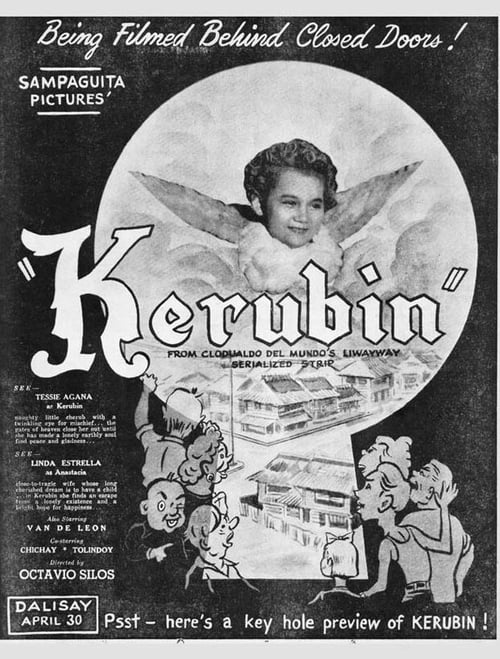 Being Filmed Behind Closed Doors!
SAMPAGUITA
PICTURES'
"Kerubin"
FROM CLODUALDO DEL MUNDO'S LIWAYWAY
SERIALIZED STRIP
SEE—
TESSIE AGANA
as Kerubin
naughty little cherub with a
twinkling eye for mischief... the
gates of heaven close her out until
she has made a lonely earthly soul
find peace and gladness...
SEE—
LINDA ESTRELLA
as Anastacia
close-to-tragic wife whose long
cherished dream is to have a child
... in Kerubin she finds an escape
from a lonely existence and a
bright hope for happiness.
Also Starring
VAN DE LEON
Co-starring
CHICHAY * TOLINDOY
Directed by
OCTAVIO SILOS
DALISAY
APRIL 30
Psst - here's a key hole preview of KERUBIN!